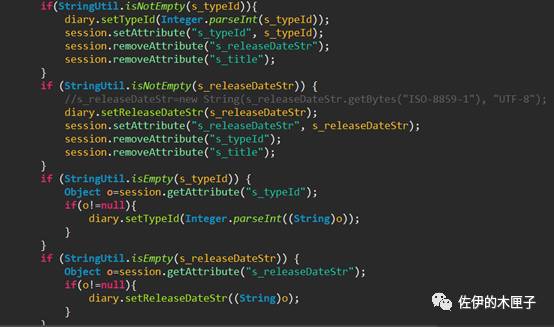 if(StringUtil.isNotEmpty(s_typeId)){
diary.setTypeId(Integer.parseInt(s_typeId));
session.setAttribute("s_typeId", s_typeId);
session.removeAttribute("s_releaseDateStr");
session.removeAttribute("s_title");
}
if (StringUtil.isNotEmpty(s_releaseDateStr)) {
//s_releaseDateStr=new String(s_releaseDateStr.getBytes("ISO-8859-1"), "UTF-8");
diary.setReleaseDateStr(s_releaseDateStr);
session.setAttribute("s_releaseDateStr", s_releaseDateStr);
session.removeAttribute("s_typeId");
session.removeAttribute("s_title");
}
if (StringUtil.isEmpty(s_typeId)) {
Object o=session.getAttribute("s_typeId");
if(o!=null){
diary.setTypeId(Integer.parseInt((String)o));
}
}
if (StringUtil.isEmpty(s_releaseDateStr)) {
Object o=session.getAttribute("s_releaseDateStr");
if(o!=null){
diary.setReleaseDateStr((String)o);
}
}
佐伊的木匣子